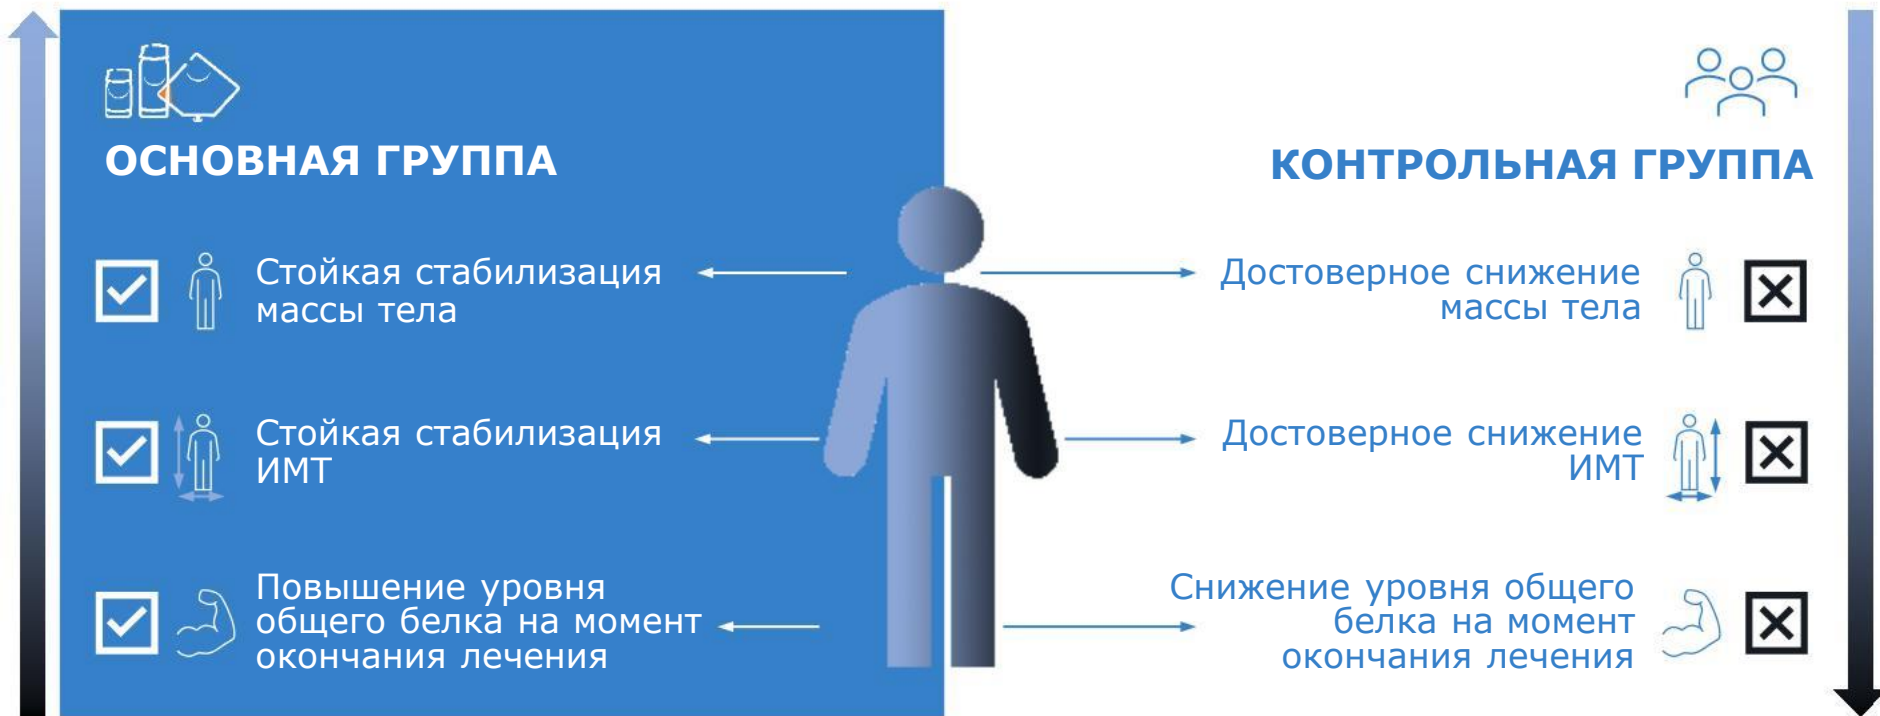 ОСНОВНАЯ ГРУППА
Стойкая стабилизация
массы тела
Стойкая стабилизация
ИМТ
Повышение уровня
общего белка на момент
окончания лечения
КОНТРОЛЬНАЯ ГРУППА
Достоверное снижение
массы тела
Достоверное снижение
ИМТ
Снижение уровня общего
белка на момент
окончания лечения